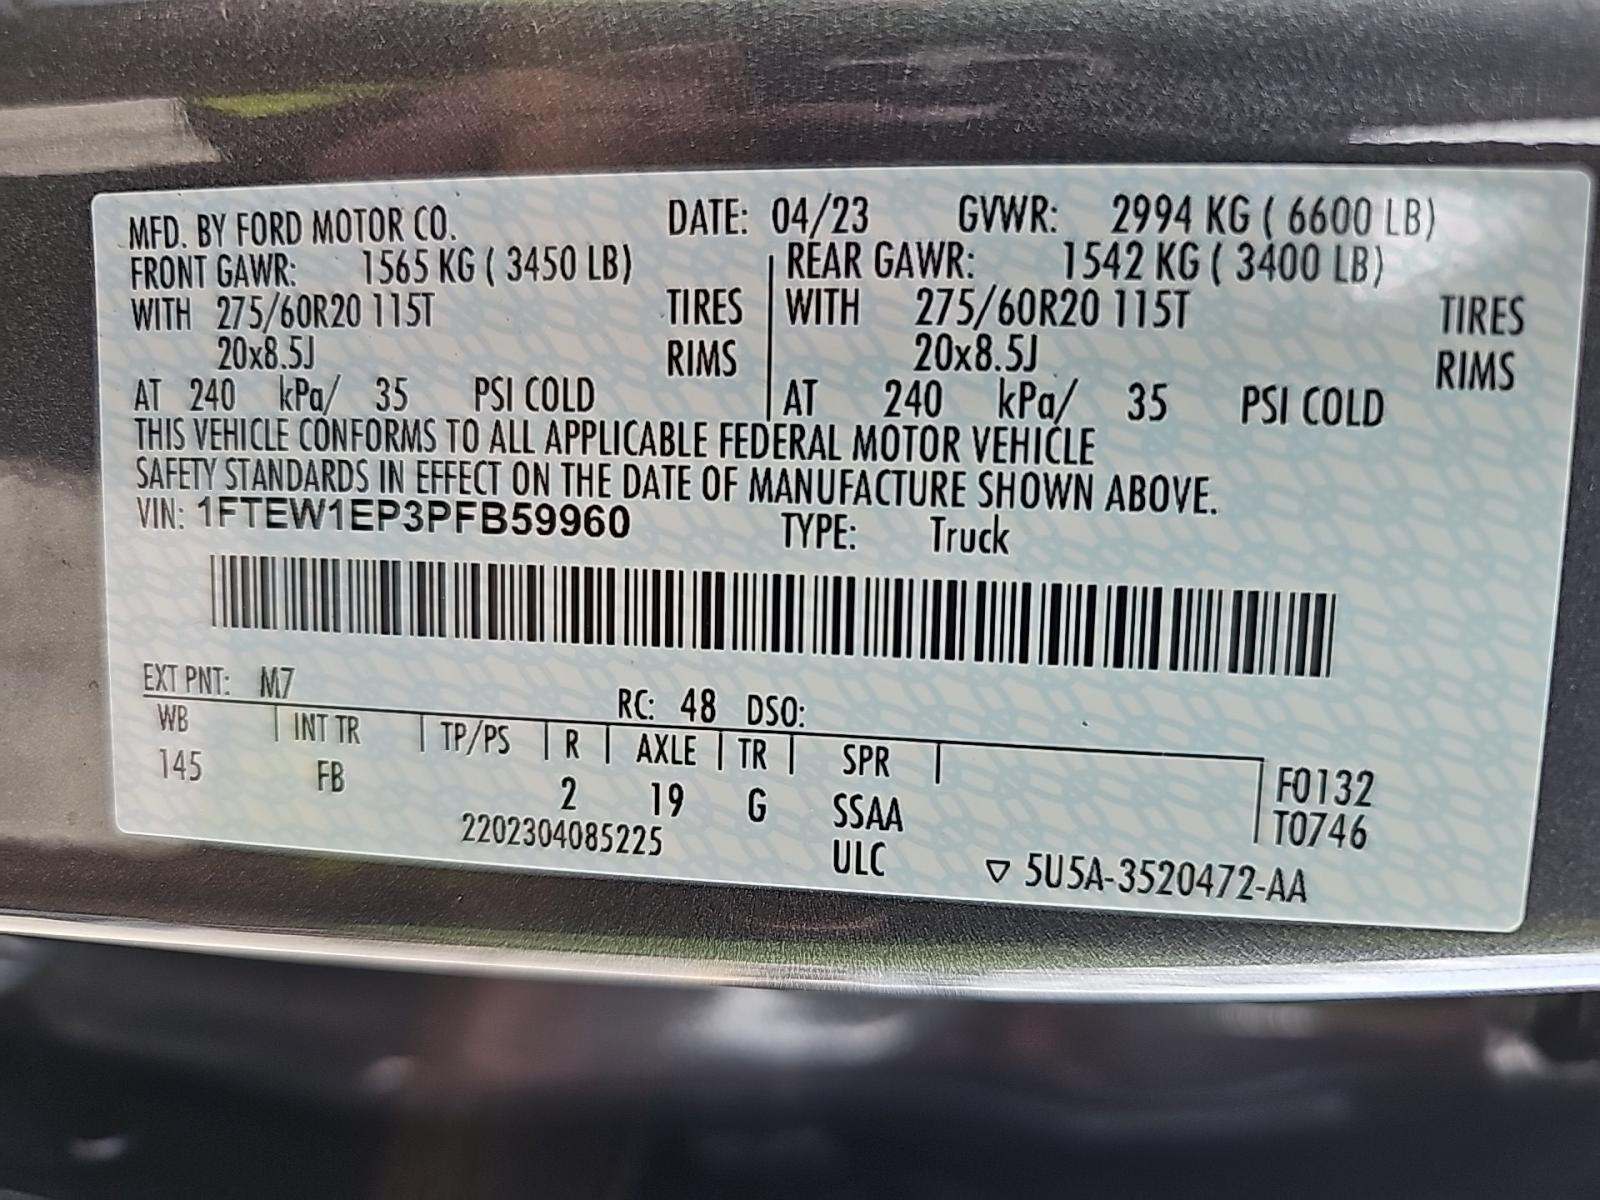 MFD. BY FORD MOTOR CO. DATE: 04/23 GVWR: 2994 KG ( 6600 LB)
FRONT GAWR: 1565 KG ( 3450 LB) REAR GAWR: 1542 KG ( 3400 LB)
WITH 275/60R20 115T TIRES WITH 275/60R20 115T TIRES
20x8.5J RIMS 20x8.5J RIMS
AT 240 kPa/ 35 PSI COLD AT 240 kPa/ 35 PSI COLD
THIS VEHICLE CONFORMS TO ALL APPLICABLE FEDERAL MOTOR VEHICLE
SAFETY STANDARDS IN EFFECT ON THE DATE OF MANUFACTURE SHOWN ABOVE.
VIN: 1FTEW1EP3PFB59960 TYPE: Truck
EXT PNT: M7 RC: 48 DSO:
WB INT TR TP/PS R AXLE TR SPR
145 FB 2 19 G SSAA F0132
2202304085225 ULC T0746
▽ 5U5A-3520472-AA